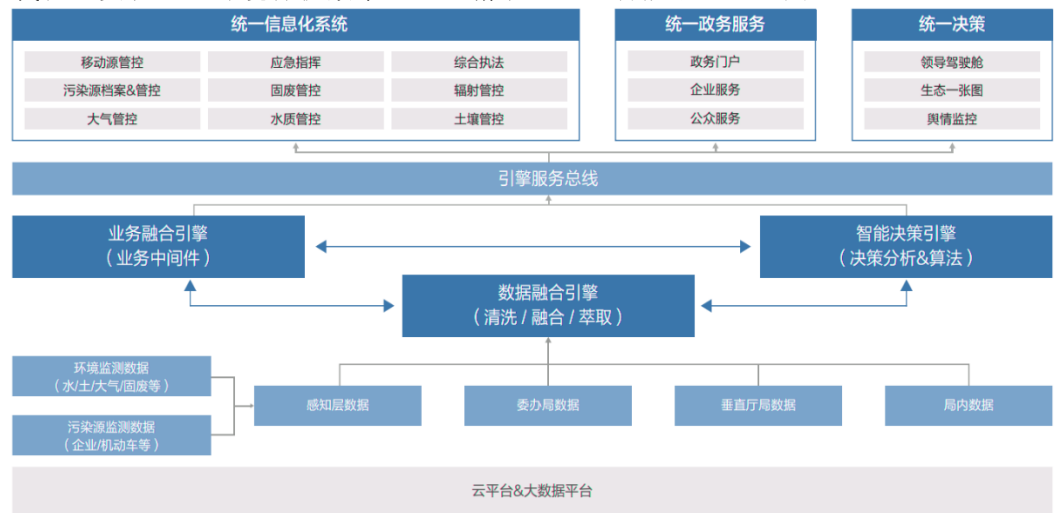 统一信息化系统
统一政务服务
统一决策
移动源管控
应急指挥
综合执法
政务门户
领导驾驶舱
污染源档案&管控
固废管控
辐射管控
企业服务
生态一张图
大气管控
水质管控
土壤管控
公众服务
舆情监控
引擎服务总线
业务融合引擎
(业务中间件)
智能决策引擎
(决策分析&算法)
数据融合引擎
(清洗/融合/萃取)
环境监测数据
(水/土/大气/固废等)
污染源监测数据
(企业/机动车等)
感知层数据
委办局数据
垂直厅局数据
局内数据
云平台&大数据平台